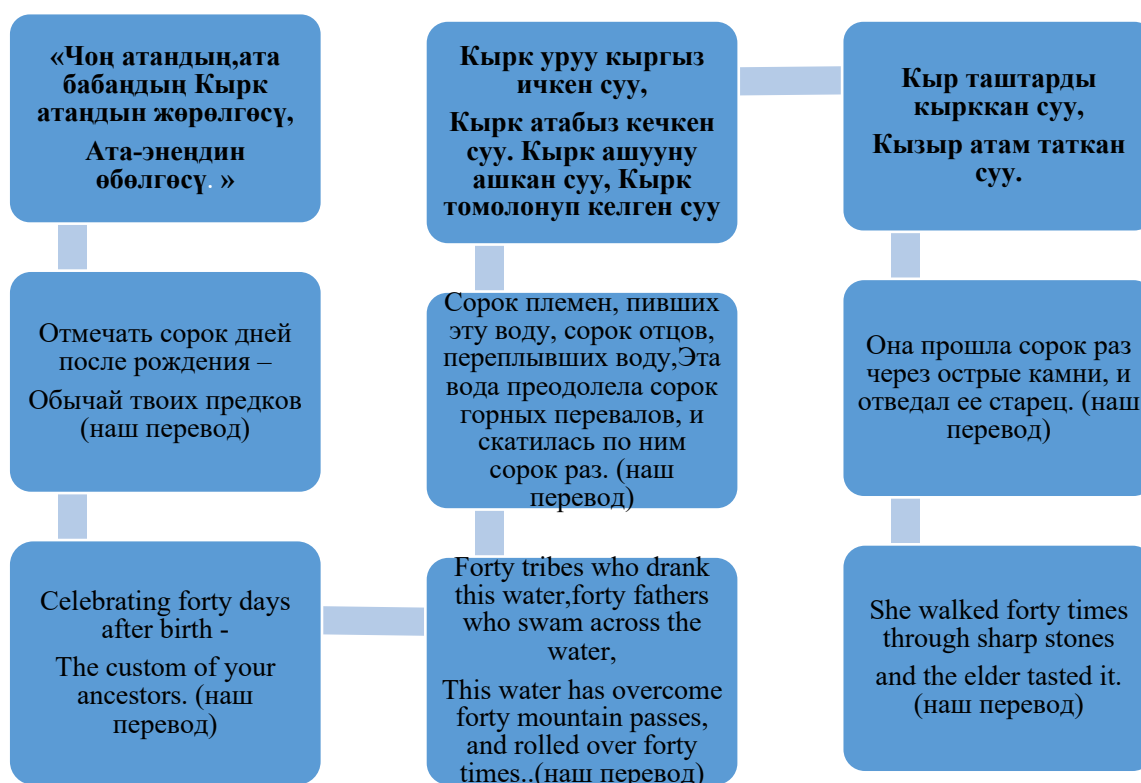 «Чоң атандың,ата
бабаңдың Кырк
атаңдын жөрөлгөсү,
Ата-энеңдин
өбөлгөсү. »
Отмечать сорок дней
после рождения –
Обычай твоих предков
(наш перевод)
Celebrating forty days
after birth -
The custom of your
ancestors. (наш
перевод)
Forty tribes who drank
this water,forty fathers
who swam across the
water,
This water has overcome
forty mountain passes,
and rolled over forty
times..(наш перевод)
Сорок племен, пивших
эту воду, сорок отцов,
переплывших воду,Эта
вода преодолела сорок
горных перевалов, и
скатилась по ним
сорок раз. (наш
перевод)
Кырк уруу кыргыз
ичкен суу,
Кырк атабыз кечкен
суу. Кырк ашууну
ашкан суу, Кырк
томолонуп келген суу
Кыр таштарды
кырккан суу,
Кызыр атам таткан
суу.
Она прошла сорок раз
через острые камни, и
отведал ее старец. (наш
перевод)
She walked forty times
through sharp stones
and the elder tasted it.
(наш перевод)